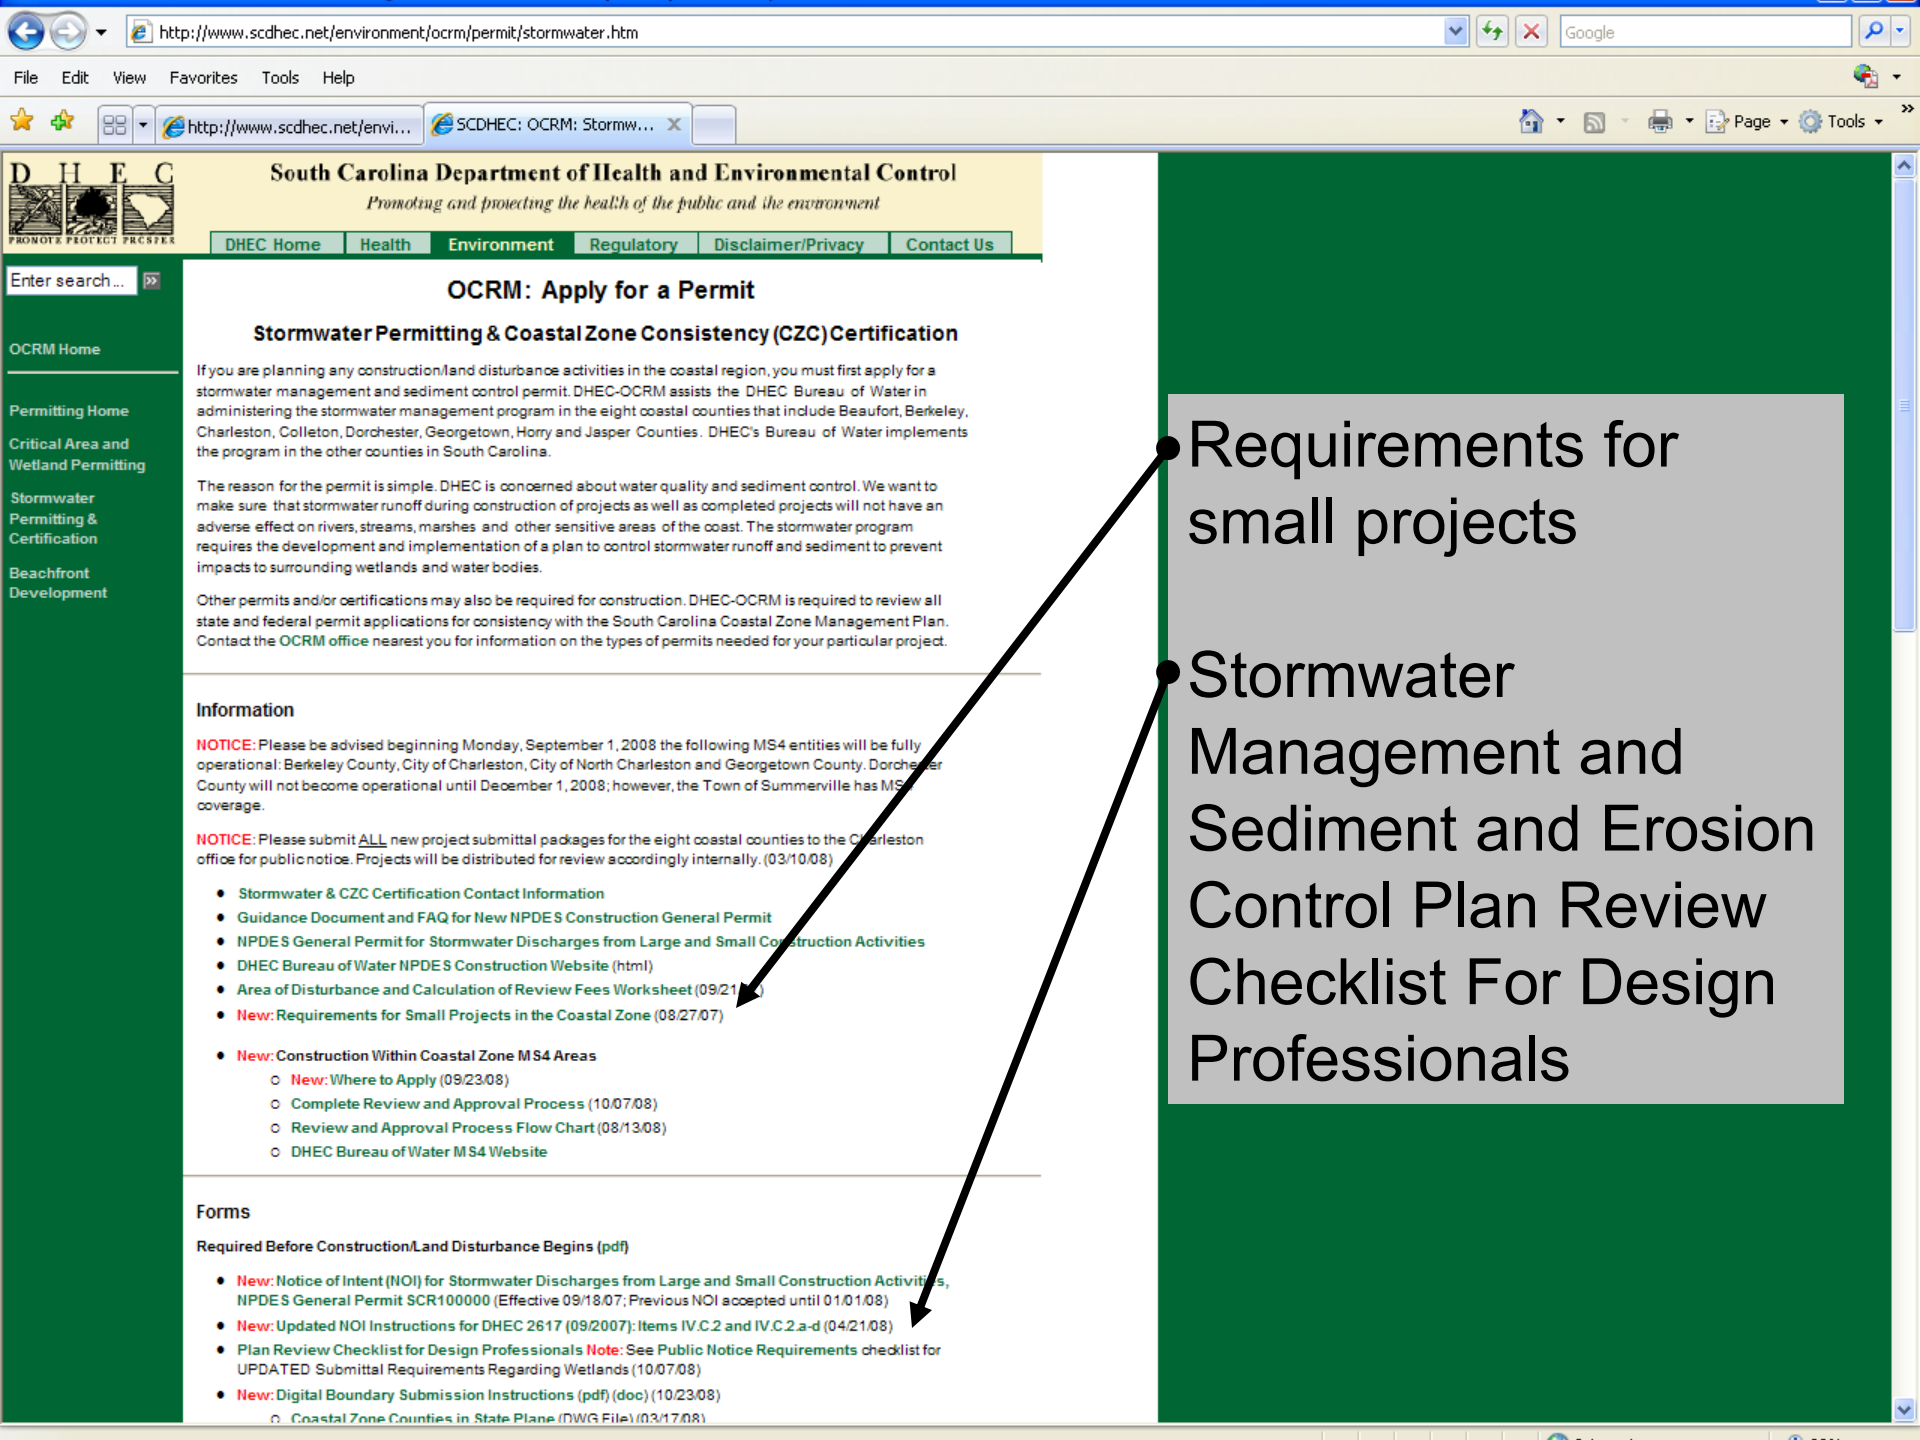 http://www.scdhec.net/environment/ocrm/permit/stormwater.htm
Google
File Edit View Favorites Tools Help
http://www.scdhec.net/envi...
SCDHEC: OCRM: Stormw...
Page
Tools
D H E C
PROMOTE PROTECT PROSPER
South Carolina Department of Health and Environmental Control
Promoting and protecting the health of the public and the environment
DHEC Home
Health
Environment
Regulatory
Disclaimer/Privacy
Contact Us
Enter search...
OCRM Home
Permitting Home
Critical Area and
Wetland Permitting
Stormwater
Permitting &
Certification
Beachfront
Development
OCRM: Apply for a Permit
Stormwater Permitting & Coastal Zone Consistency (CZC) Certification
If you are planning any construction/land disturbance activities in the coastal region, you must first apply for a
stormwater management and sediment control permit. DHEC-OCRM assists the DHEC Bureau of Water in
administering the stormwater management program in the eight coastal counties that include Beaufort, Berkeley,
Charleston, Colleton, Dorchester, Georgetown, Horry and Jasper Counties. DHEC's Bureau of Water implements
the program in the other counties in South Carolina.
The reason for the permit is simple. DHEC is concerned about water quality and sediment control. We want to
make sure that stormwater runoff during construction of projects as well as completed projects will not have an
adverse effect on rivers, streams, marshes and other sensitive areas of the coast. The stormwater program
requires the development and implementation of a plan to control stormwater runoff and sediment to prevent
impacts to surrounding wetlands and water bodies.
Other permits and/or certifications may also be required for construction. DHEC-OCRM is required to review all
state and federal permit applications for consistency with the South Carolina Coastal Zone Management Plan.
Contact the OCRM office nearest you for information on the types of permits needed for your particular project.
Information
NOTICE: Please be advised beginning Monday, September 1, 2008 the following MS4 entities will be fully
operational: Berkeley County, City of Charleston, City of North Charleston and Georgetown County. Dorchester
County will not become operational until December 1, 2008; however, the Town of Summerville has MS4
coverage.
NOTICE: Please submit ALL new project submittal packages for the eight coastal counties to the Charleston
office for public notice. Projects will be distributed for review accordingly internally. (03/10/08)
• Stormwater & CZC Certification Contact Information
• Guidance Document and FAQ for New NPDES Construction General Permit
• NPDES General Permit for Stormwater Discharges from Large and Small Construction Activities
• DHEC Bureau of Water NPDES Construction Website (html)
• Area of Disturbance and Calculation of Review Fees Worksheet (09/21
• New: Requirements for Small Projects in the Coastal Zone (08/27/07)
• New: Construction Within Coastal Zone MS4 Areas
o New: Where to Apply (09/23/08)
o Complete Review and Approval Process (10/07/08)
o Review and Approval Process Flow Chart (08/13/08)
o DHEC Bureau of Water MS4 Website
Forms
Required Before Construction/Land Disturbance Begins (pdf)
• New: Notice of Intent (NOI) for Stormwater Discharges from Large and Small Construction Activities,
NPDES General Permit SCR100000 (Effective 09/18/07; Previous NOI accepted until 01/01/08)
• New: Updated NOI Instructions for DHEC 2617 (09/2007): Items IV.C.2 and IV.C.2.a-d (04/21/08)
• Plan Review Checklist for Design Professionals Note: See Public Notice Requirements checklist for
UPDATED Submittal Requirements Regarding Wetlands (10/07/08)
• New: Digital Boundary Submission Instructions (pdf) (doc) (10/23/08)
o Coastal Zone Counties in State Plane (DWG File) (03/17/08)
• Requirements for
small projects
• Stormwater
Management and
Sediment and Erosion
Control Plan Review
Checklist For Design
Professionals